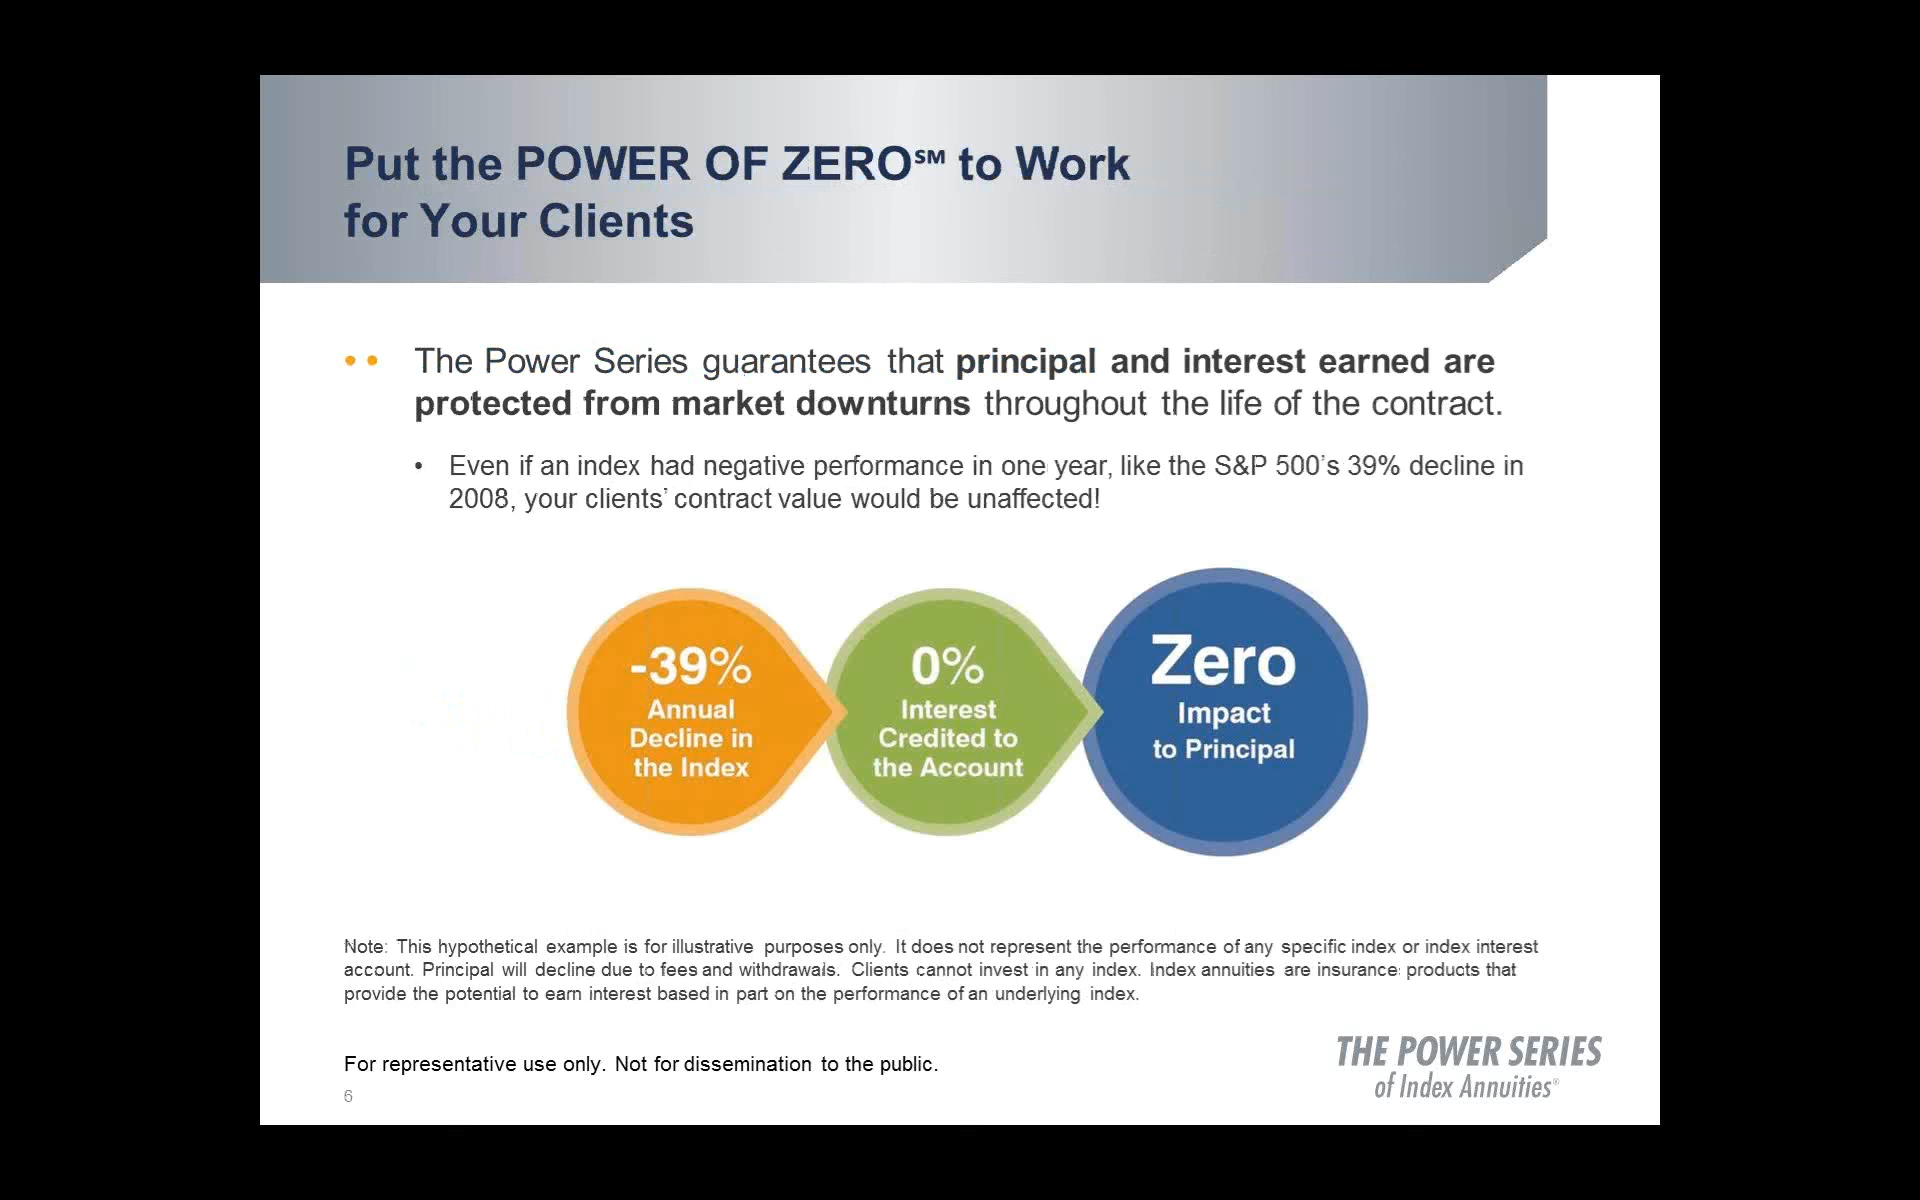 Put the POWER OF ZERO℠ to Work
for Your Clients
•• The Power Series guarantees that principal and interest earned are
protected from market downturns throughout the life of the contract.
• Even if an index had negative performance in one year, like the S&P 500's 39% decline in
2008, your clients' contract value would be unaffected!
-39%
Annual
Decline in
the Index
0%
Interest
Credited to
the Account
Zero
Impact
to Principal
Note: This hypothetical example is for illustrative purposes only. It does not represent the performance of any specific index or index interest
account. Principal will decline due to fees and withdrawals. Clients cannot invest in any index. Index annuities are insurance products that
provide the potential to earn interest based in part on the performance of an underlying index.
For representative use only. Not for dissemination to the public.
6
THE POWER SERIES
of Index Annuities®